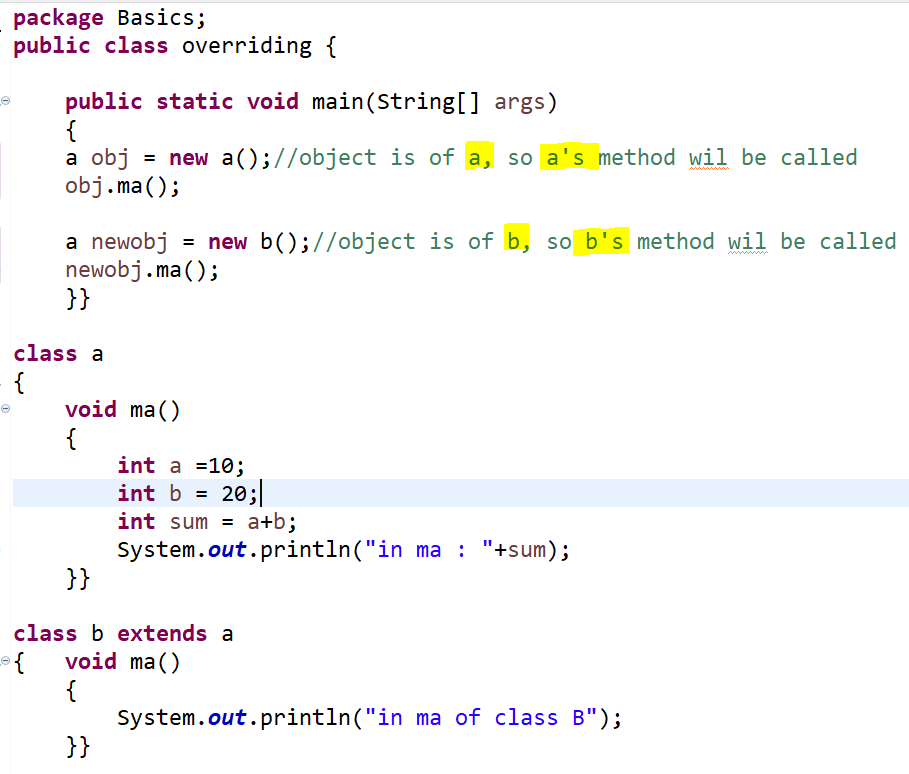 package Basics;
public class overriding {
public static void main(String[] args)
{
a obj = new a();//object is of a, so a's method wil be called
obj.ma();
a newobj = new b();//object is of b, so b's method wil be called
newobj.ma();
}}
class a
{
void ma()
{
int a =10;
int b = 20;
int sum = a+b;
System.out.println("in ma : "+sum);
}}
class b extends a
{ void ma()
{
System.out.println("in ma of class B");
}}